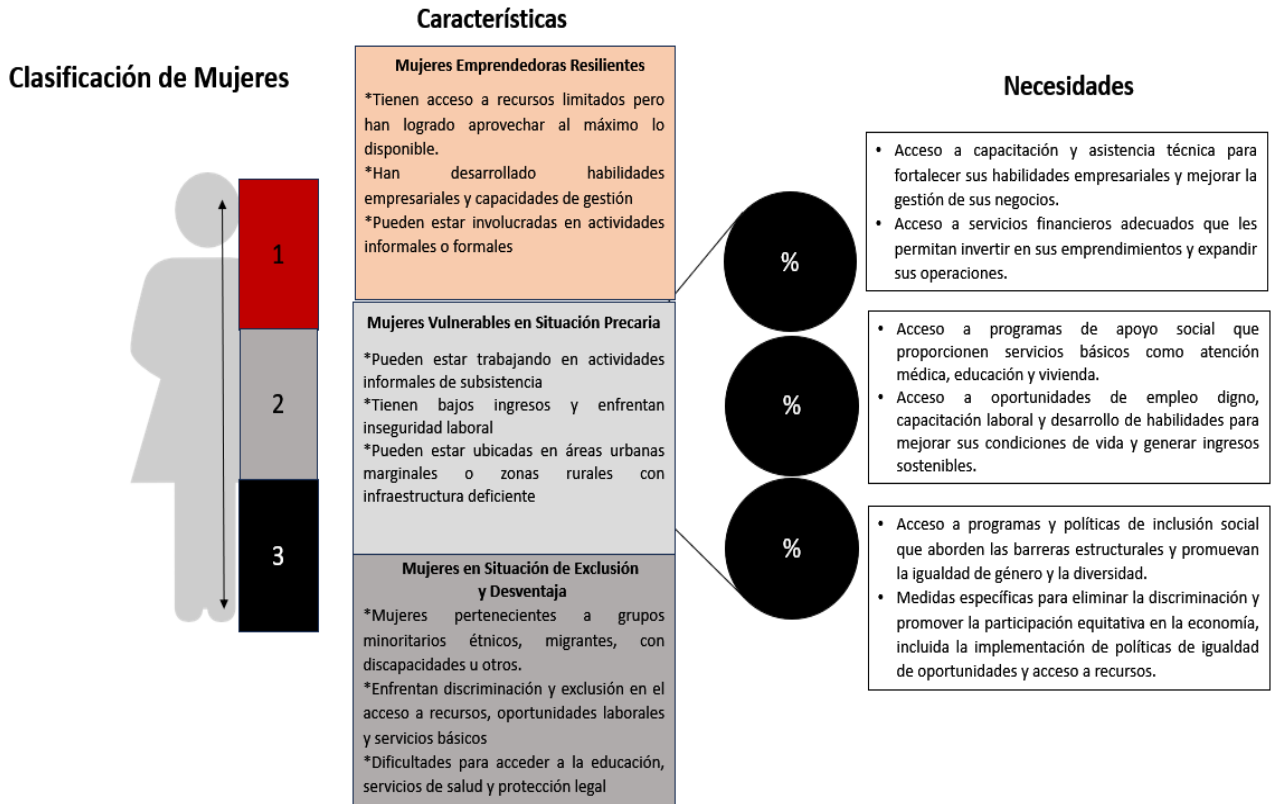 Características
Clasificación de Mujeres
Necesidades
1
2
3
Mujeres Emprendedoras Resilientes
*Tienen acceso a recursos limitados pero
han logrado aprovechar al máximo lo
disponible.
*Han desarrollado habilidades
empresariales y capacidades de gestión
*Pueden estar involucradas en actividades
informales o formales
Mujeres Vulnerables en Situación Precaria
*Pueden estar trabajando en actividades
informales de subsistencia
*Tienen bajos ingresos y enfrentan
inseguridad laboral
*Pueden estar ubicadas en áreas urbanas
marginales o zonas rurales con
infraestructura deficiente
Mujeres en Situación de Exclusión
y Desventaja
*Mujeres pertenecientes a grupos
minoritarios étnicos, migrantes, con
discapacidades u otros.
*Enfrentan discriminación y exclusión en el
acceso a recursos, oportunidades laborales
y servicios básicos
*Dificultades para acceder a la educación,
servicios de salud y protección legal
%
%
%
• Acceso a capacitación y asistencia técnica para
fortalecer sus habilidades empresariales y mejorar la
gestión de sus negocios.
• Acceso a servicios financieros adecuados que les
permitan invertir en sus emprendimientos y expandir
sus operaciones.
• Acceso a programas de apoyo social que
proporcionen servicios básicos como atención
médica, educación y vivienda.
• Acceso a oportunidades de empleo digno,
capacitación laboral y desarrollo de habilidades para
mejorar sus condiciones de vida y generar ingresos
sostenibles.
• Acceso a programas y políticas de inclusión social
que aborden las barreras estructurales y promuevan
la igualdad de género y la diversidad.
• Medidas específicas para eliminar la discriminación y
promover la participación equitativa en la economía,
incluida la implementación de políticas de igualdad
de oportunidades y acceso a recursos.